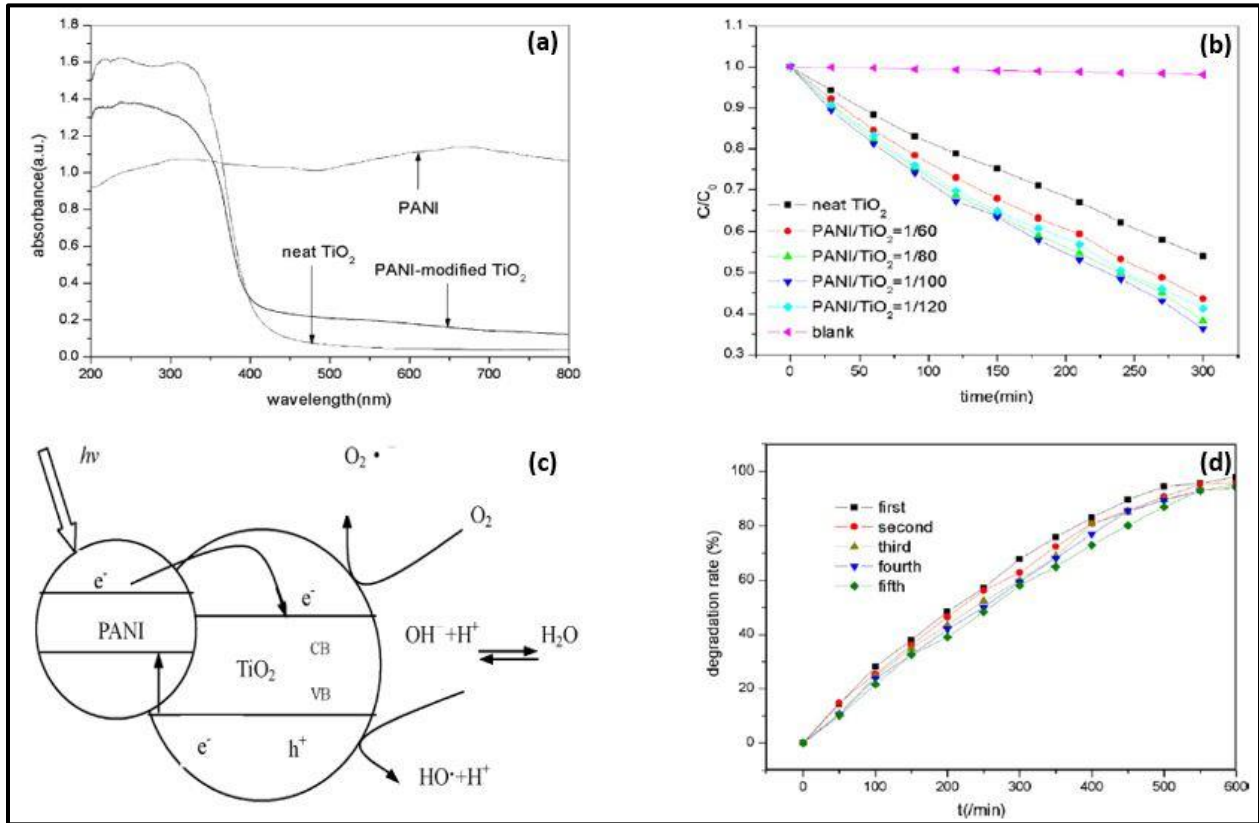 (a)
1.8
1.6
1.4
1.2
1.0
0.8
0.6
0.4
0.2
0.0
absorbance(a.u.)
PANI
neat TiO₂
PANI-modified TiO₂
200 300 400 500 600 700 800
wavelength(nm)
(b)
1.0
0.9
0.8
0.7
0.6
0.5
0.4
0.3
C/C₀
neat TiO₂
PANI/TiO₂=1/60
PANI/TiO₂=1/80
PANI/TiO₂=1/100
PANI/TiO₂=1/120
blank
0 50 100 150 200 250 300
time(min)
(c)
hv
O₂•⁻
O₂
e⁻
e⁻
PANI
TiO₂
CB
VB
OH⁻+H⁺
H₂O
e⁻ h⁺
HO•+H⁺
(d)
100
80
60
40
20
0
degradation rate (%)
first
second
third
fourth
fifth
0 100 200 300 400 500 600
t(/min)